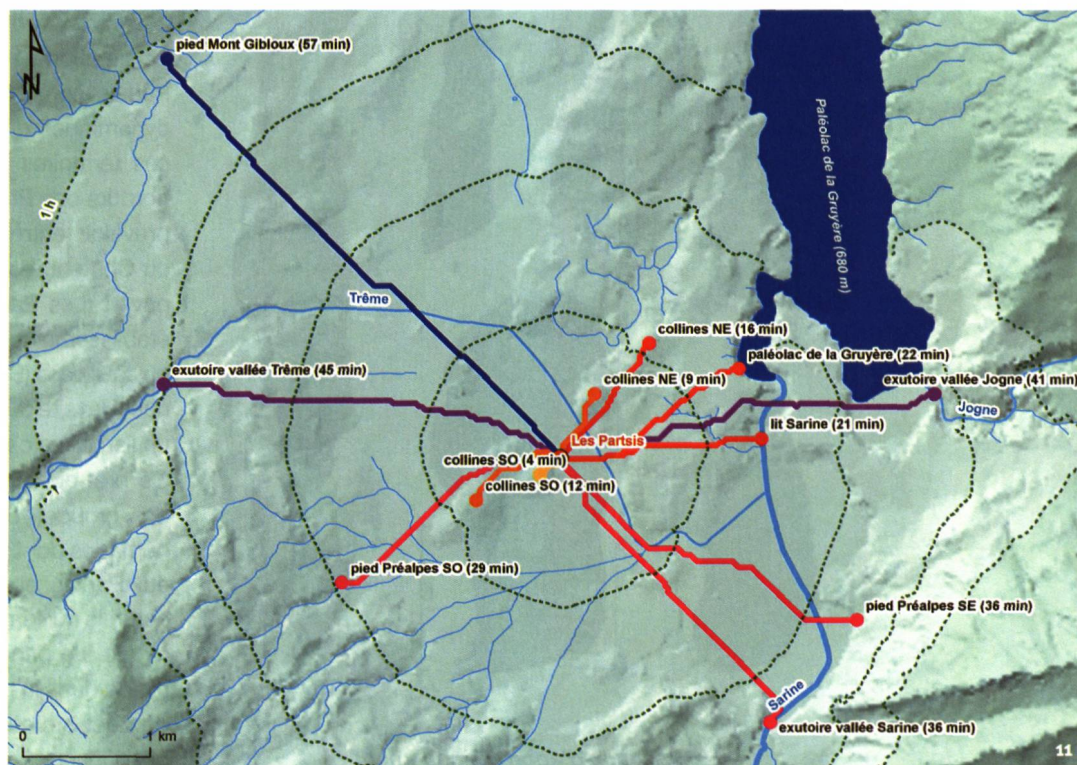 N
pied Mont Gibloux (57 min)
1 h
Paléolac de la Gruyère (680 m)
Trême
collines NE (16 min)
paléolac de la Gruyère (22 min)
exutoire vallée Trême (45 min)
collines NE (9 min)
exutoire vallée Jogne (41 min)
Jogne
Les Partsis
lit Sarine (21 min)
collines SO (4 min)
collines SO (12 min)
pied Préalpes SO (29 min)
pied Préalpes SE (36 min)
Sarine
exutoire vallée Sarine (36 min)
0 1 km
11